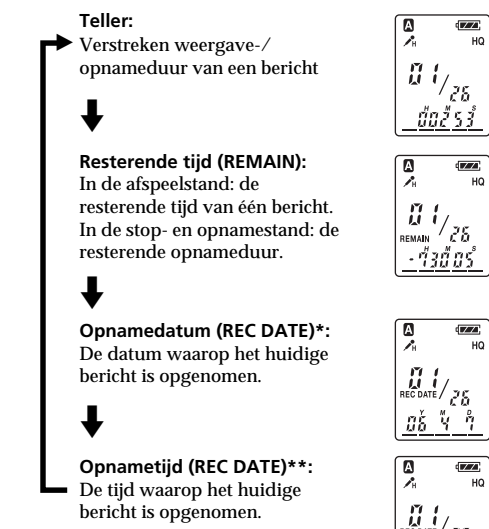 Teller:
Verstreken weergave-/
opnameduur van een bericht
A
H HQ
01/26
H M S
00 2 53
Resterende tijd (REMAIN):
In de afspeelstand: de
resterende tijd van één bericht.
In de stop- en opnamestand: de
resterende opnameduur.
A
H HQ
01/26
REMAIN
H M S
Opnamedatum (REC DATE)*:
De datum waarop het huidige
bericht is opgenomen.
A
H HQ
01/26
REC DATE
Y M D
06 4 7
Opnametijd (REC DATE)**:
De tijd waarop het huidige
bericht is opgenomen.
A
H HQ
01/